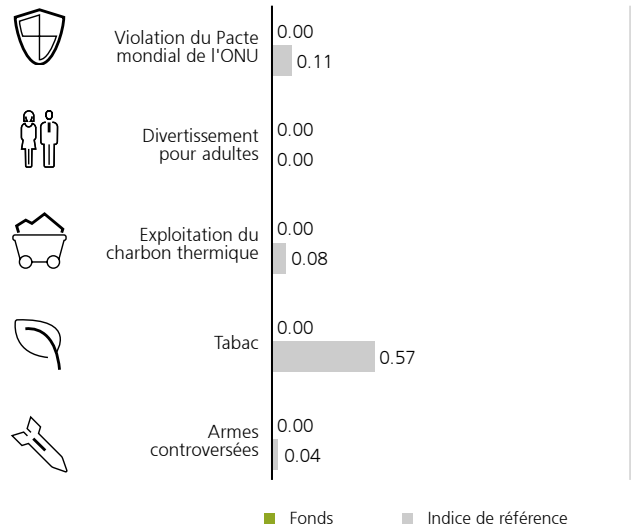 Violation du Pacte
mondial de l'ONU
0.00
0.11
Divertissement
pour adultes
0.00
0.00
Exploitation du
charbon thermique
0.00
0.08
Tabac
0.00
0.57
Armes
controversées
0.00
0.04
Fonds
Indice de référence